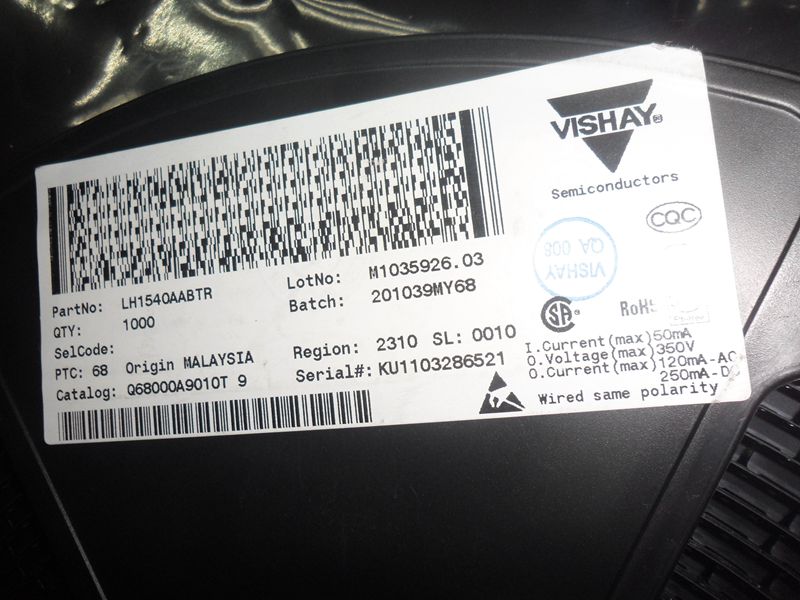 VISHAY®
Semiconductors
CQC
VISHAY
QA 008
PartNo: LH1540AABTR
QTY: 1000
SelCode:
PTC: 68 Origin MALAYSIA
Catalog: Q68000A9010T 9
LotNo: M1035926.03
Batch: 201039MY68
Region: 2310 SL: 0010
Serial#: KU1103286521
SA® RoHS
I.Current(max)50mA
O.Voltage(max)350V
O.Current(max)120mA-AC
250mA-DC
Wired same polarity